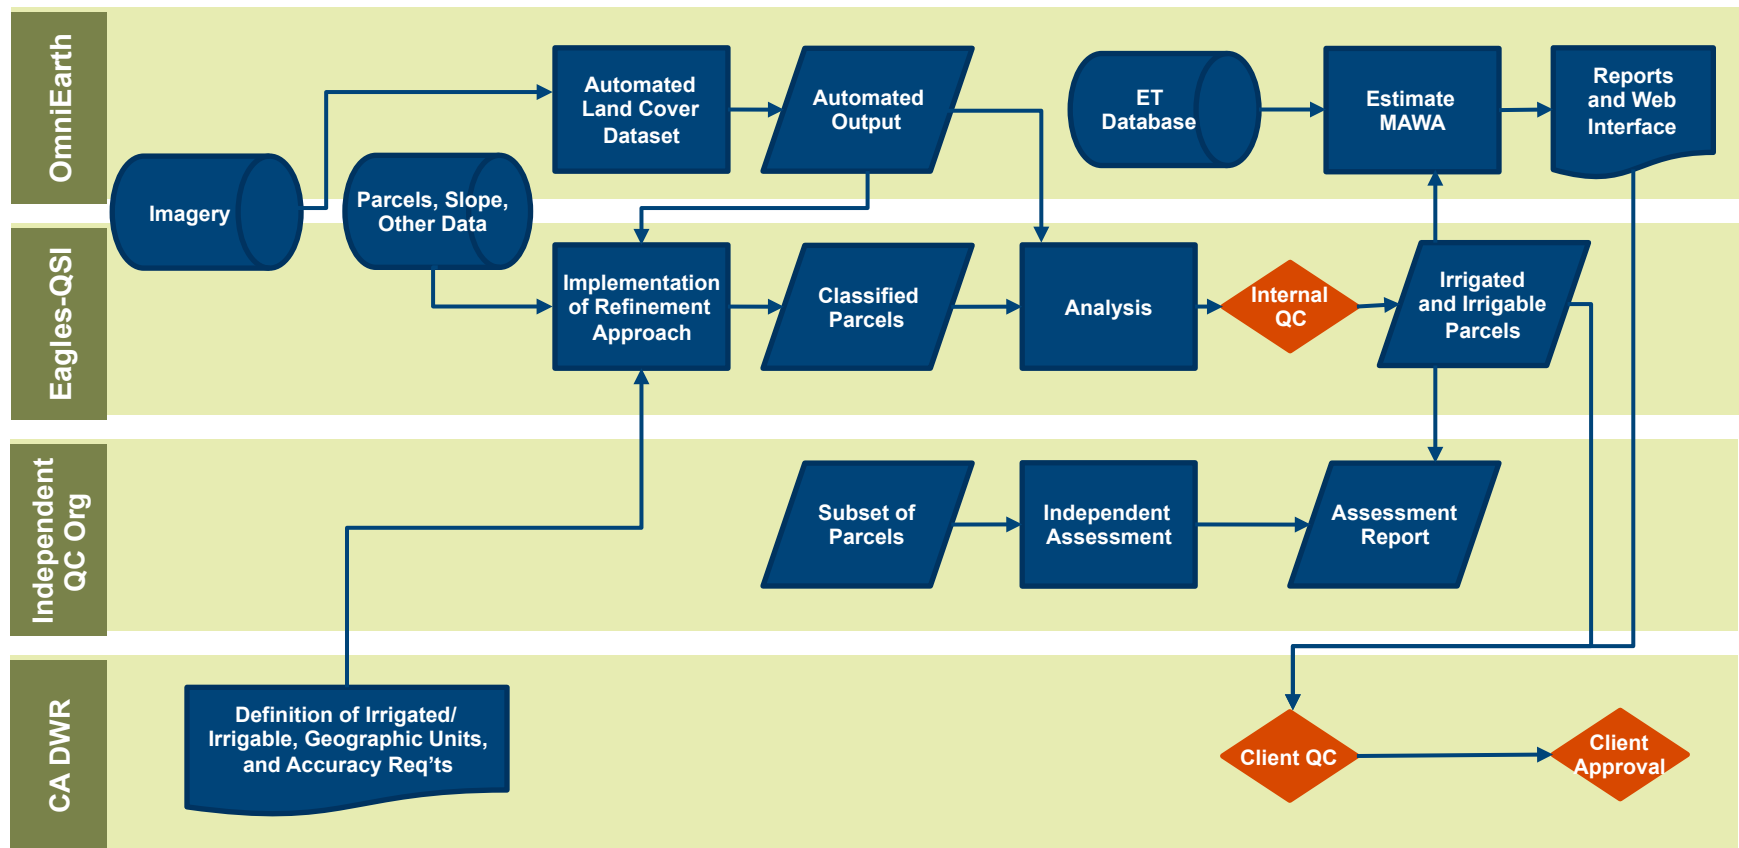 OmniEarth
Automated
Land Cover
Dataset
Automated
Output
ET
Database
Estimate
MAWA
Reports
and Web
Interface
Imagery
Parcels, Slope,
Other Data
Eagles-QSI
Implementation
of Refinement
Approach
Classified
Parcels
Analysis
Internal
QC
Irrigated
and Irrigable
Parcels
Independent
QC Org
Subset of
Parcels
Independent
Assessment
Assessment
Report
CA DWR
Definition of Irrigated/
Irrigable, Geographic Units,
and Accuracy Req’ts
Client QC
Client
Approval